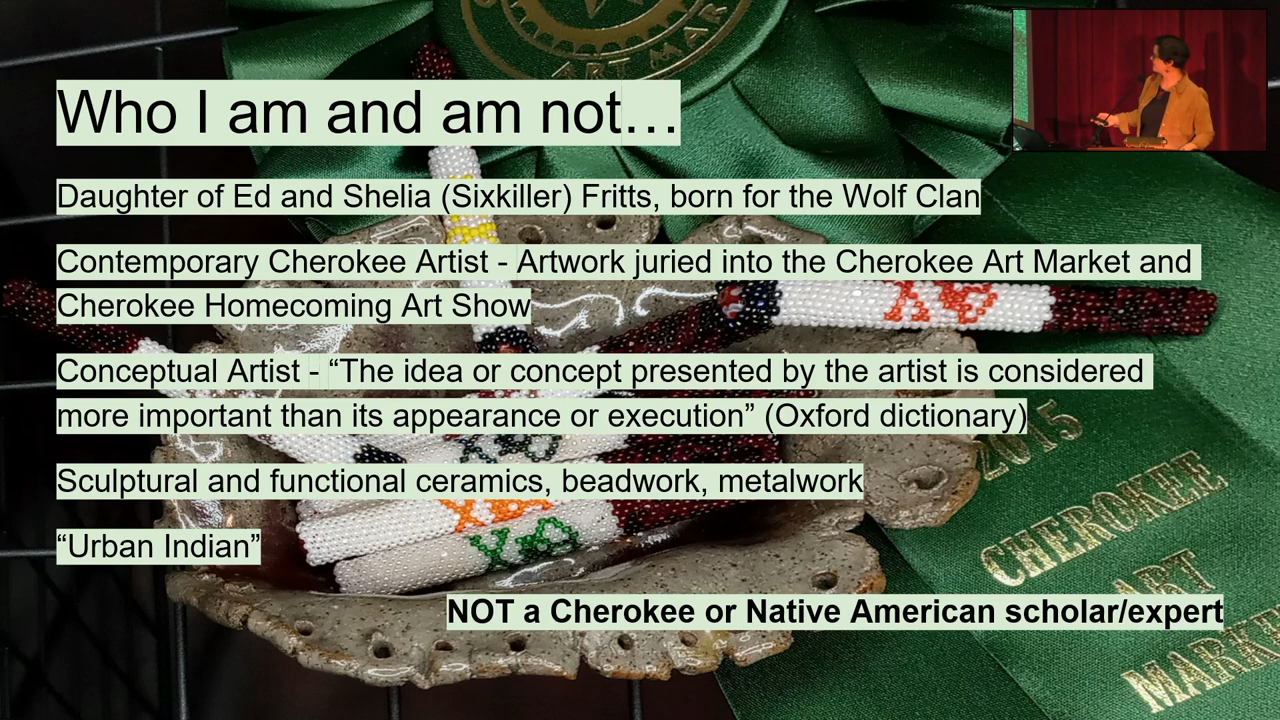 ART MAR
Who I am and am not…
Daughter of Ed and Shelia (Sixkiller) Fritts, born for the Wolf Clan
Contemporary Cherokee Artist - Artwork juried into the Cherokee Art Market and
Cherokee Homecoming Art Show
Conceptual Artist - “The idea or concept presented by the artist is considered
more important than its appearance or execution” (Oxford dictionary)
Sculptural and functional ceramics, beadwork, metalwork
“Urban Indian”
NOT a Cherokee or Native American scholar/expert
2015
CHEROKEE
ART
MARKE